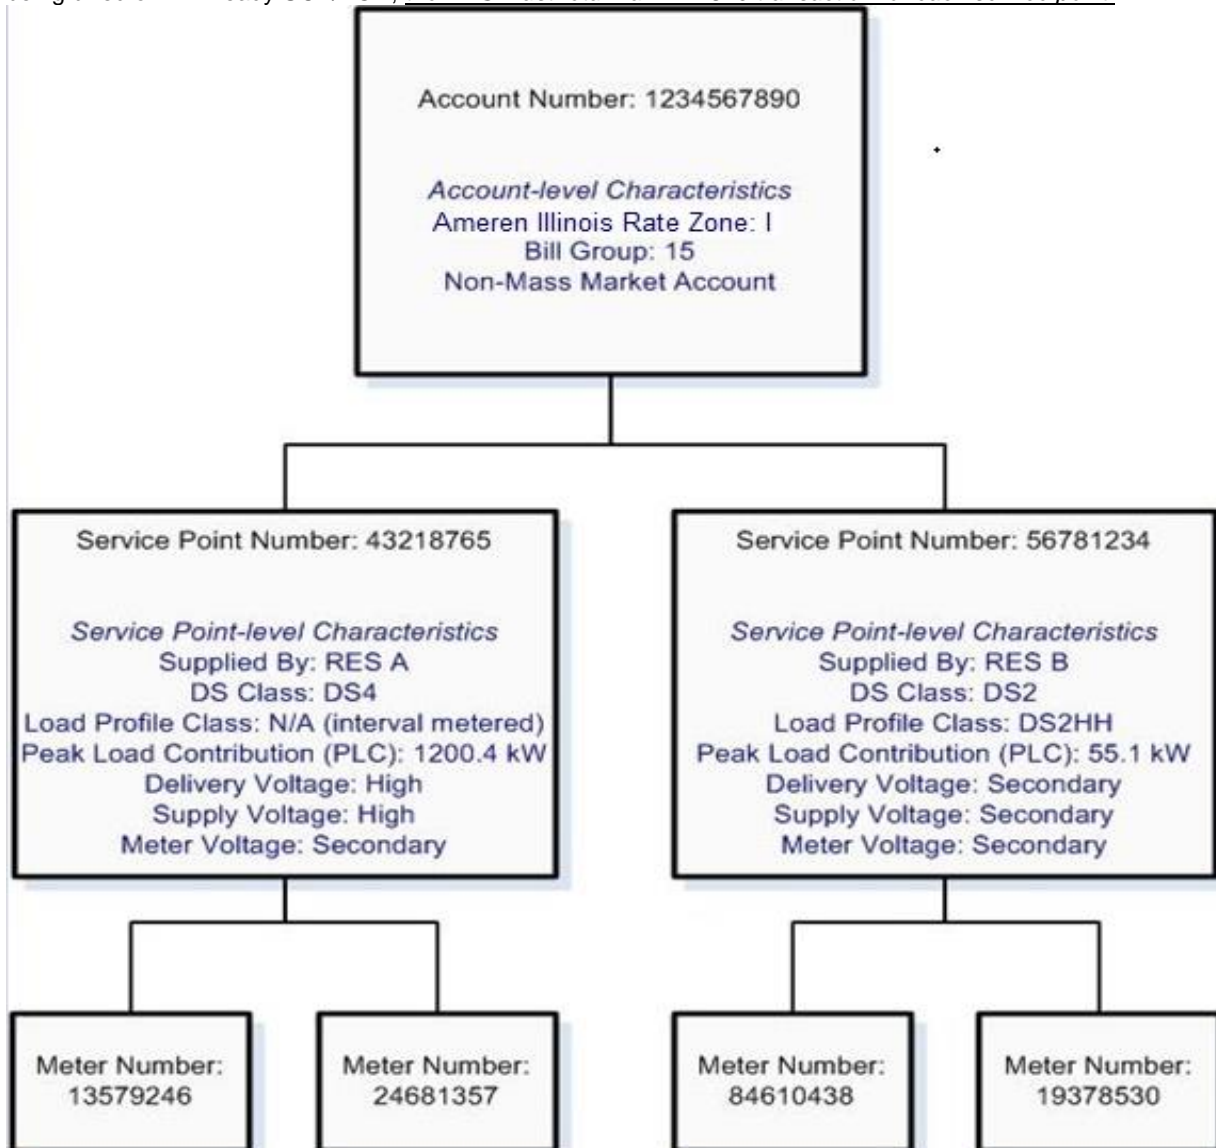 Account Number: 1234567890
Account-level Characteristics
Ameren Illinois Rate Zone: I
Bill Group: 15
Non-Mass Market Account
Service Point Number: 43218765
Service Point-level Characteristics
Supplied By: RES A
DS Class: DS4
Load Profile Class: N/A (interval metered)
Peak Load Contribution (PLC): 1200.4 kW
Delivery Voltage: High
Supply Voltage: High
Meter Voltage: Secondary
Service Point Number: 56781234
Service Point-level Characteristics
Supplied By: RES B
DS Class: DS2
Load Profile Class: DS2HH
Peak Load Contribution (PLC): 55.1 kW
Delivery Voltage: Secondary
Supply Voltage: Secondary
Meter Voltage: Secondary
Meter Number:
13579246
Meter Number:
24681357
Meter Number:
84610438
Meter Number:
19378530